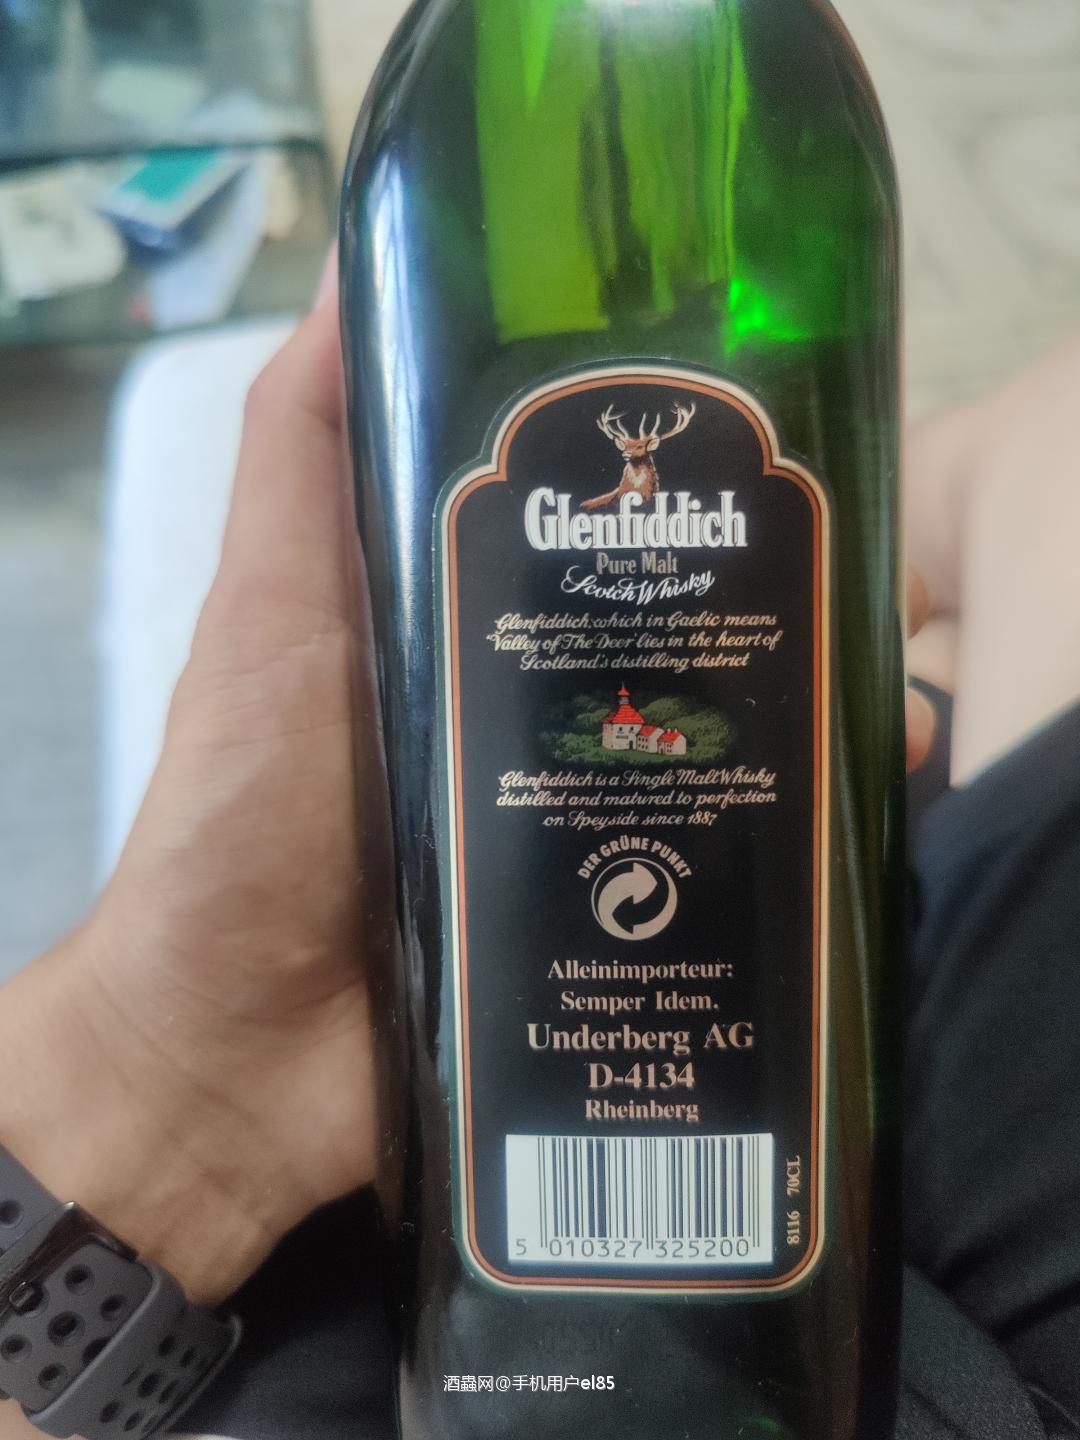 Glenfiddich
Pure Malt
Scotch Whisky
Glenfiddich, which in Gaelic means
'Valley of The Deer' lies in the heart of
Scotland's distilling district
Glenfiddich is a Single Malt Whisky
distilled and matured to perfection
on Speyside since 1887
DER GRÜNE PUNKT
Alleinimporteur:
Semper Idem.
Underberg AG
D-4134
Rheinberg
5 010327 325200
8116 70CL
酒蟲网@手机用户el85